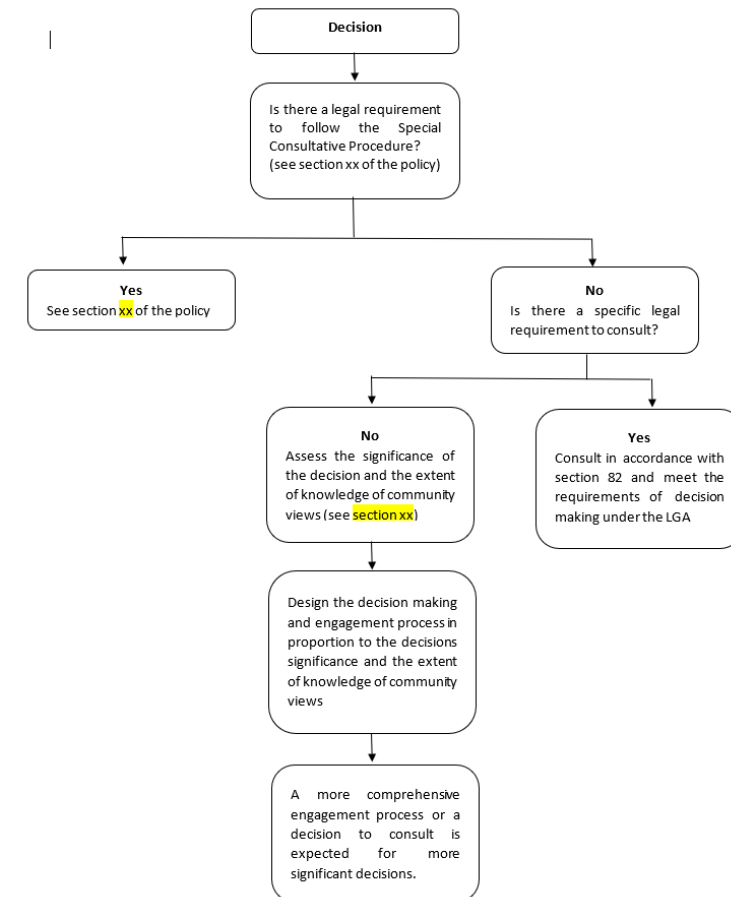 Decision
Is there a legal requirement
to follow the Special
Consultative Procedure?
(see section xx of the policy)
Yes
See section xx of the policy
No
Is there a specific legal
requirement to consult?
No
Assess the significance of
the decision and the extent
of knowledge of community
views (see section xx)
Yes
Consult in accordance with
section 82 and meet the
requirements of decision
making under the LGA
Design the decision making
and engagement process in
proportion to the decisions
significance and the extent
of knowledge of community
views
A more comprehensive
engagement process or a
decision to consult is
expected for more
significant decisions.